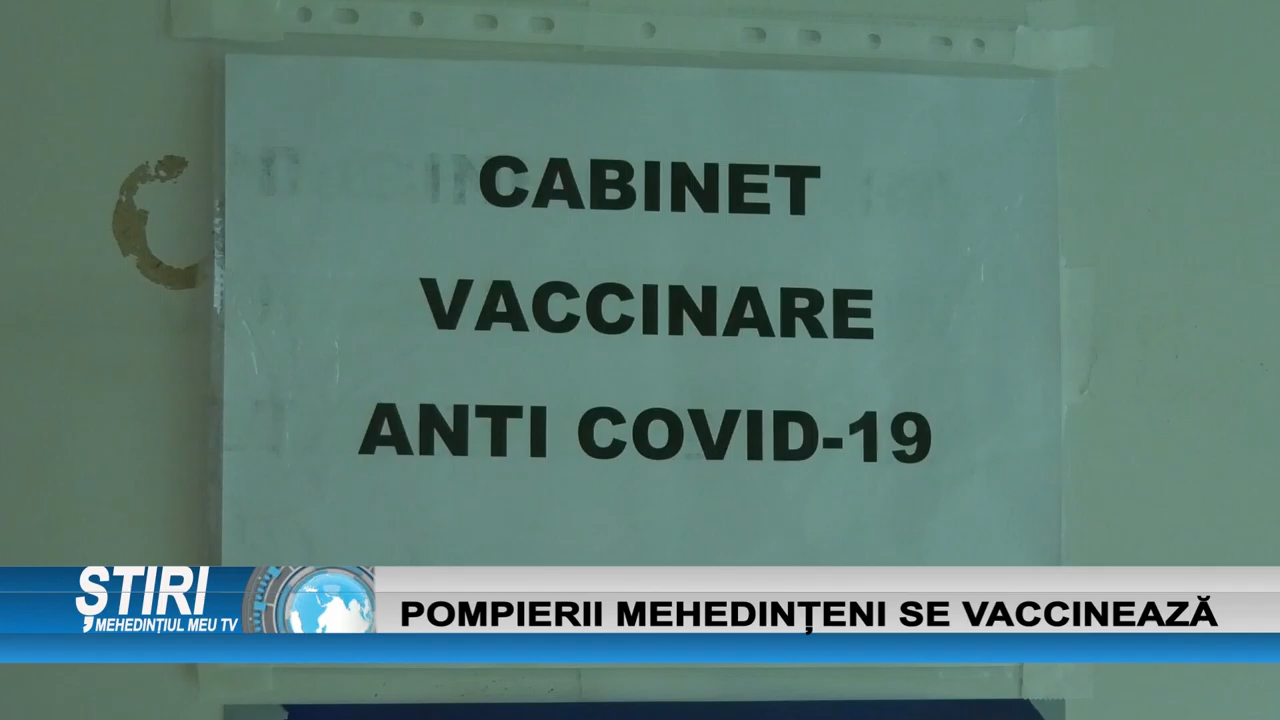 CABINET
VACCINARE
ANTI COVID-19
ȘTIRI
MEHEDINȚIUL MEU TV
POMPIERII MEHEDINȚENI SE VACCINEAZĂ